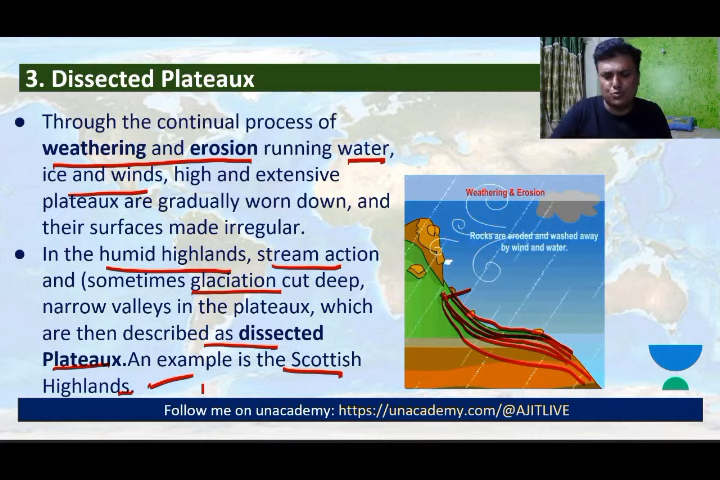 3. Dissected Plateaux
● Through the continual process of
weathering and erosion running water,
ice and winds, high and extensive
plateaux are gradually worn down, and
their surfaces made irregular.
● In the humid highlands, stream action
and (sometimes glaciation cut deep,
narrow valleys in the plateaux, which
are then described as dissected
Plateaux.An example is the Scottish
Highlands.
Weathering & Erosion
Rocks are eroded and washed away
by wind and water.
Follow me on unacademy: https://unacademy.com/@AJITLIVE